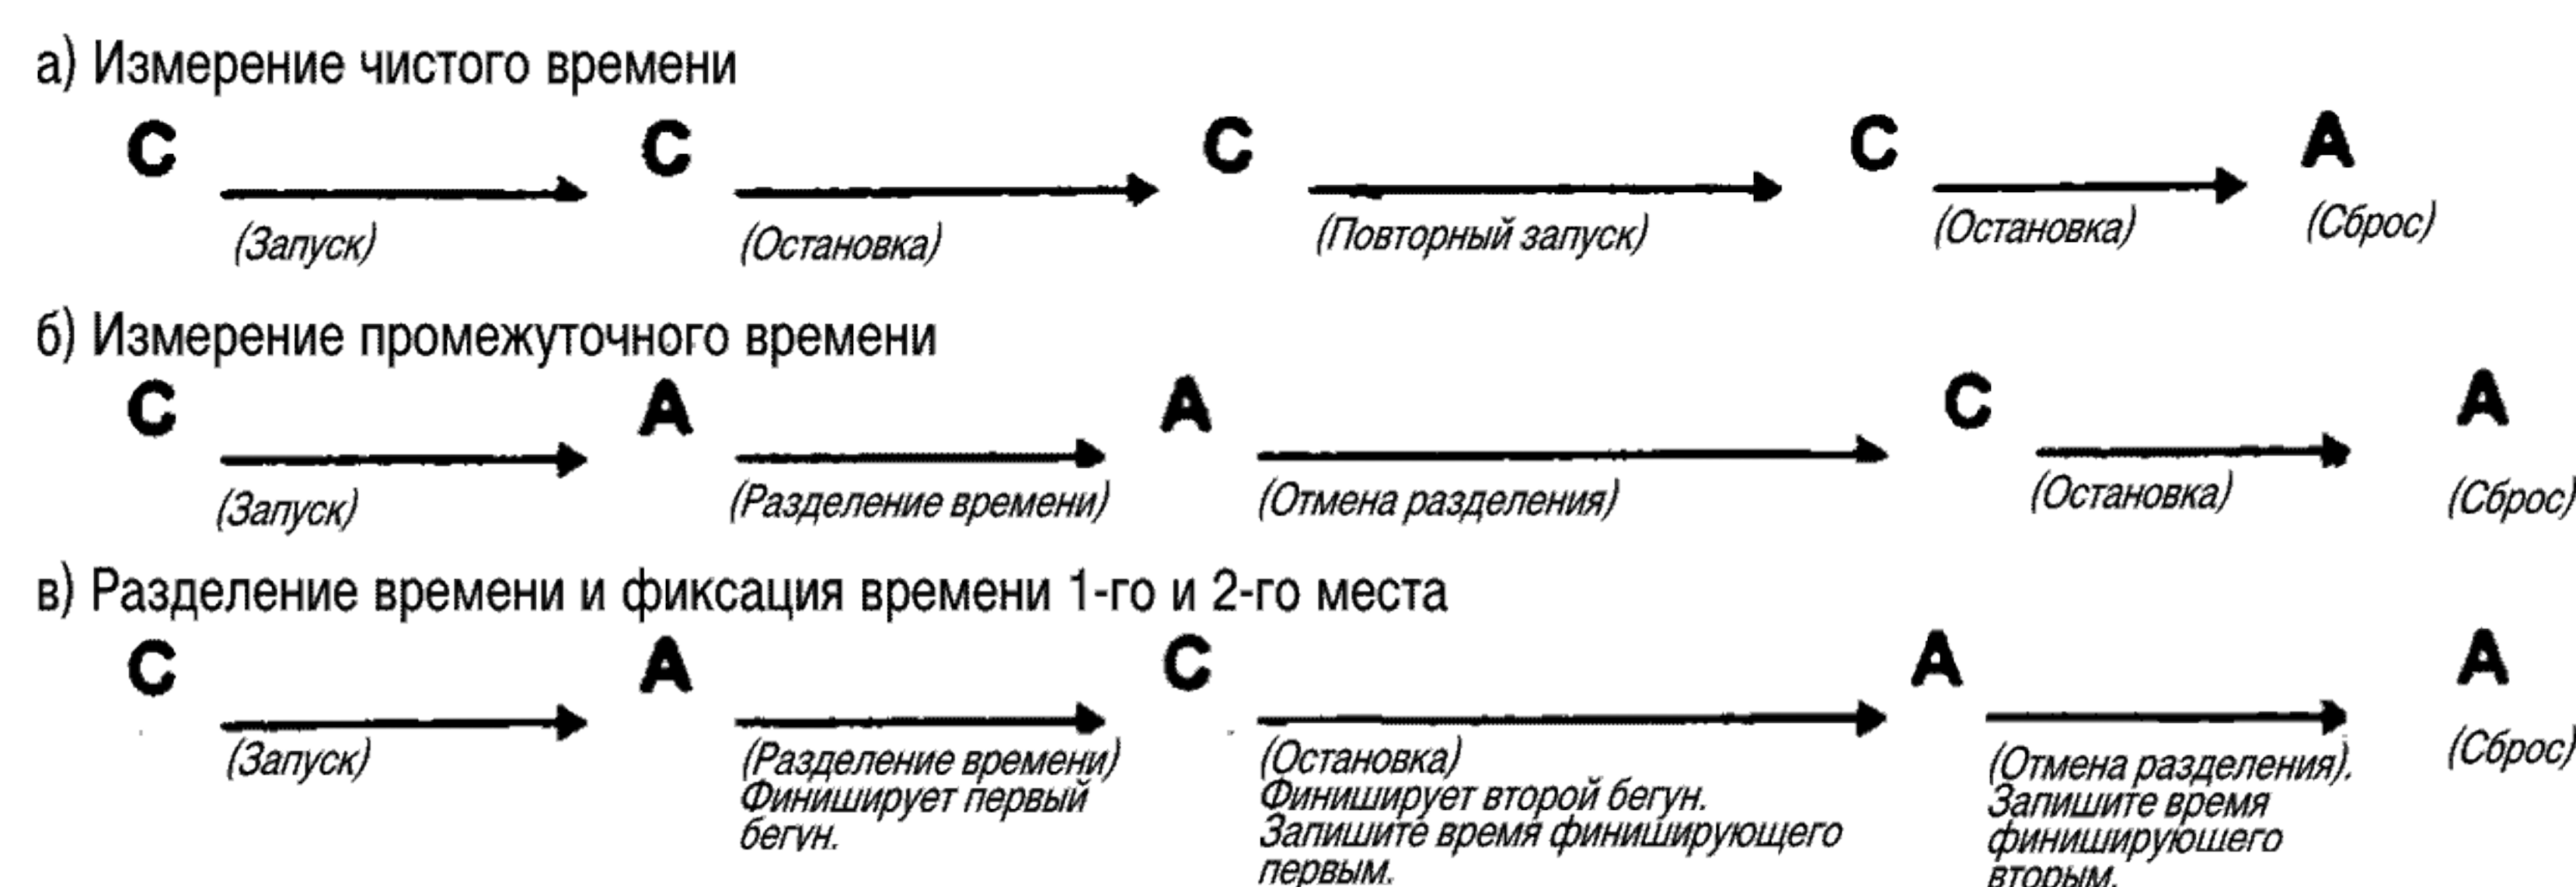 а) Измерение чистого времени
C C C C A
(Запуск) (Остановка) (Повторный запуск) (Остановка) (Сброс)
б) Измерение промежуточного времени
C A A C A
(Запуск) (Разделение времени) (Отмена разделения) (Остановка) (Сброс)
в) Разделение времени и фиксация времени 1-го и 2-го места
C A C A A
(Запуск) (Разделение времени) (Остановка) (Отмена разделения). (Сброс)
Финиширует первый Финиширует второй бегун. Запишите время
бегун. Запишите время финиширующего финиширующего
первым. вторым.